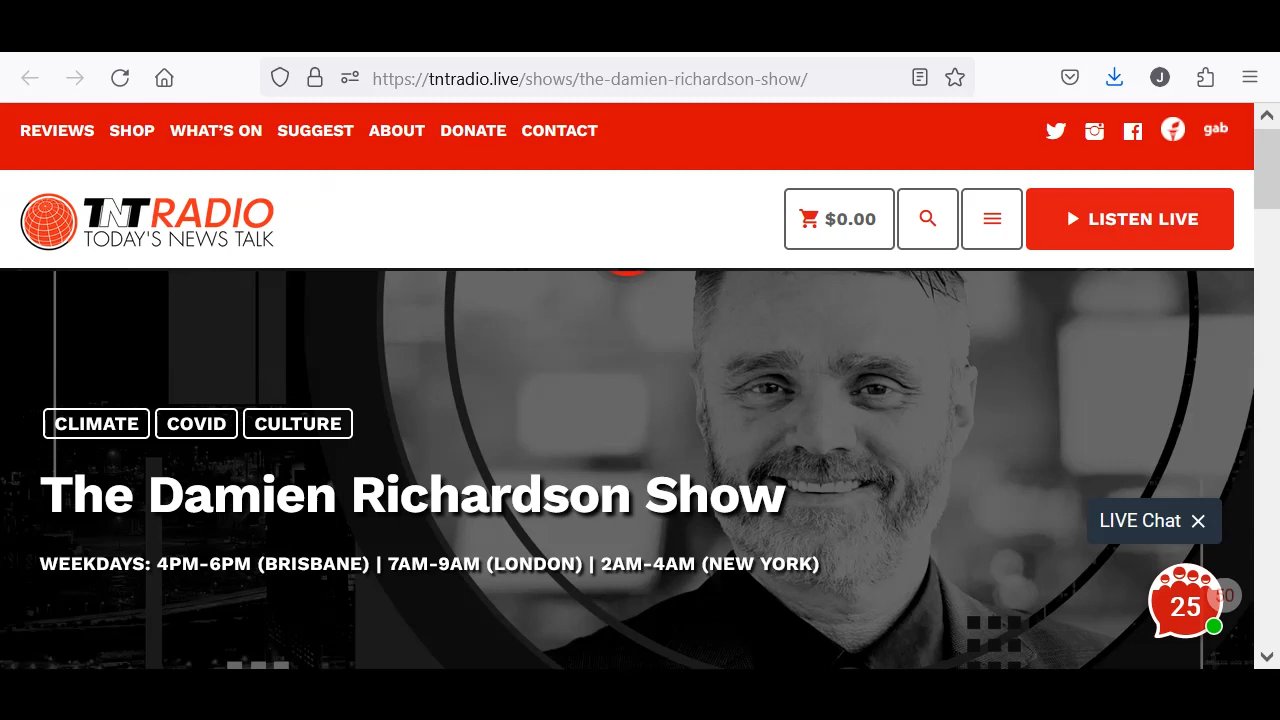 https://tntradio.live/shows/the-damien-richardson-show/
J
REVIEWS SHOP WHAT'S ON SUGGEST ABOUT DONATE CONTACT
gab
TNTRADIO
TODAY'S NEWS TALK
$0.00
LISTEN LIVE
CLIMATE COVID CULTURE
The Damien Richardson Show
WEEKDAYS: 4PM-6PM (BRISBANE) | 7AM-9AM (LONDON) | 2AM-4AM (NEW YORK)
LIVE Chat
25
50